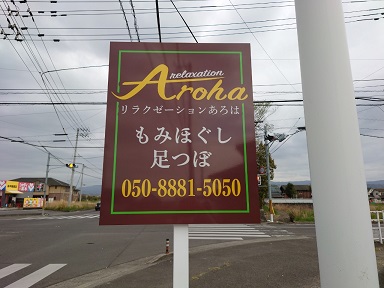 relaxation
Aroha
リラクゼーションあろは
もみほぐし
足つぼ
050-8881-5050